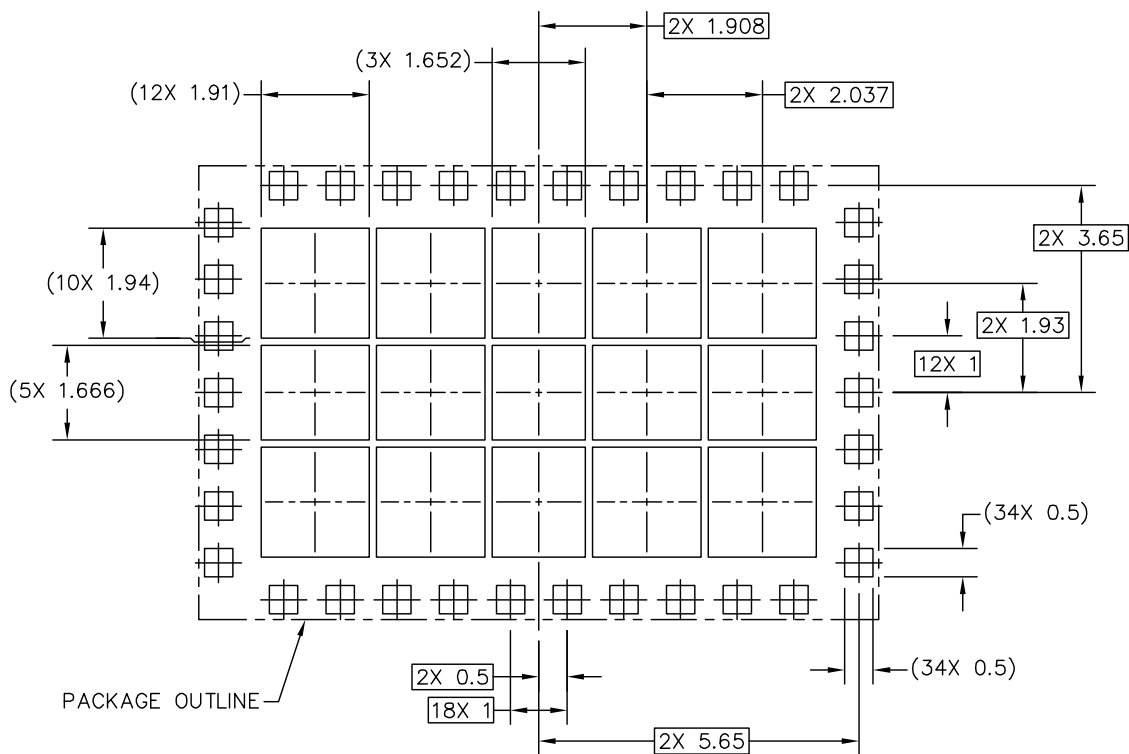 2X 1.908
(3X 1.652)
(12X 1.91)
2X 2.037
2X 3.65
(10X 1.94)
2X 1.93
12X 1
(5X 1.666)
(34X 0.5)
(34X 0.5)
2X 0.5
PACKAGE OUTLINE
18X 1
2X 5.65